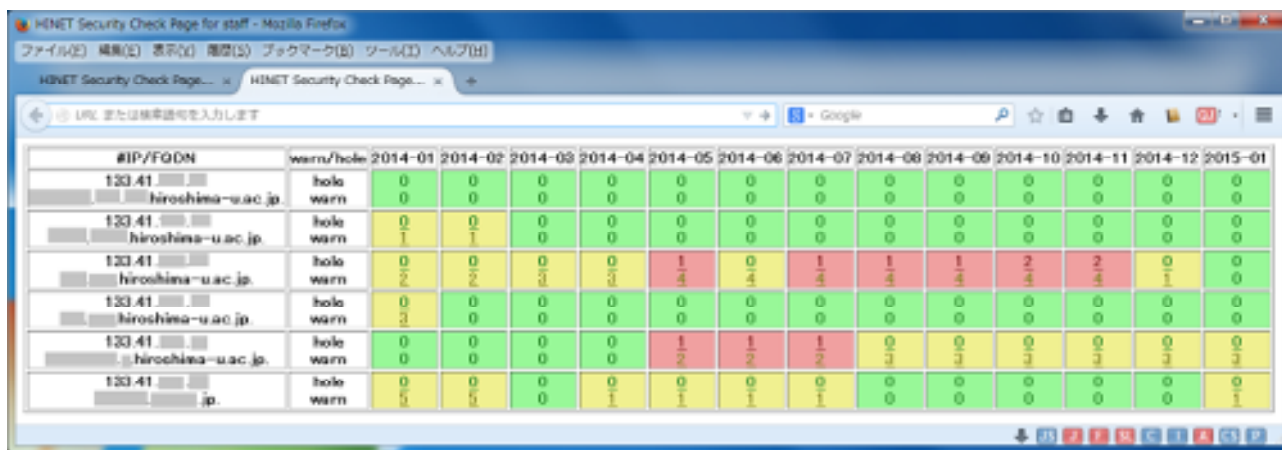 HINET Security Check Page for staff - Mozilla Firefox
ファイル(E) 編集(E) 表示(V) 履歴(S) ブックマーク(B) ツール(T) ヘルプ(H)
HINET Security Check Page... × HINET Security Check Page... × +
URL または検索語句を入力します Google
#IP/FQDN warn/hole 2014-01 2014-02 2014-03 2014-04 2014-05 2014-06 2014-07 2014-08 2014-09 2014-10 2014-11 2014-12 2015-01
133.41. hole 0 0 0 0 0 0 0 0 0 0 0 0 0
hiroshima-u.ac.jp. warn 0 0 0 0 0 0 0 0 0 0 0 0 0
133.41. hole 0 0 0 0 0 0 0 0 0 0 0 0 0
hiroshima-u.ac.jp. warn 1 1 0 0 0 0 0 0 0 0 0 0 0
133.41. hole 0 0 0 0 1 0 1 1 1 2 2 0 0
hiroshima-u.ac.jp. warn 2 2 3 3 4 4 4 4 4 4 4 1 0
133.41. hole 0 0 0 0 0 0 0 0 0 0 0 0 0
hiroshima-u.ac.jp. warn 3 0 0 0 0 0 0 0 0 0 0 0 0
133.41. hole 0 0 0 0 1 1 1 0 0 0 0 0 0
.hiroshima-u.ac.jp. warn 0 0 0 0 2 2 2 3 3 3 3 3 3
133.41. hole 0 0 0 0 0 0 0 0 0 0 0 0 0
.jp. warn 5 5 0 1 1 1 1 0 0 0 0 0 1
JS J F SL C I A CS P